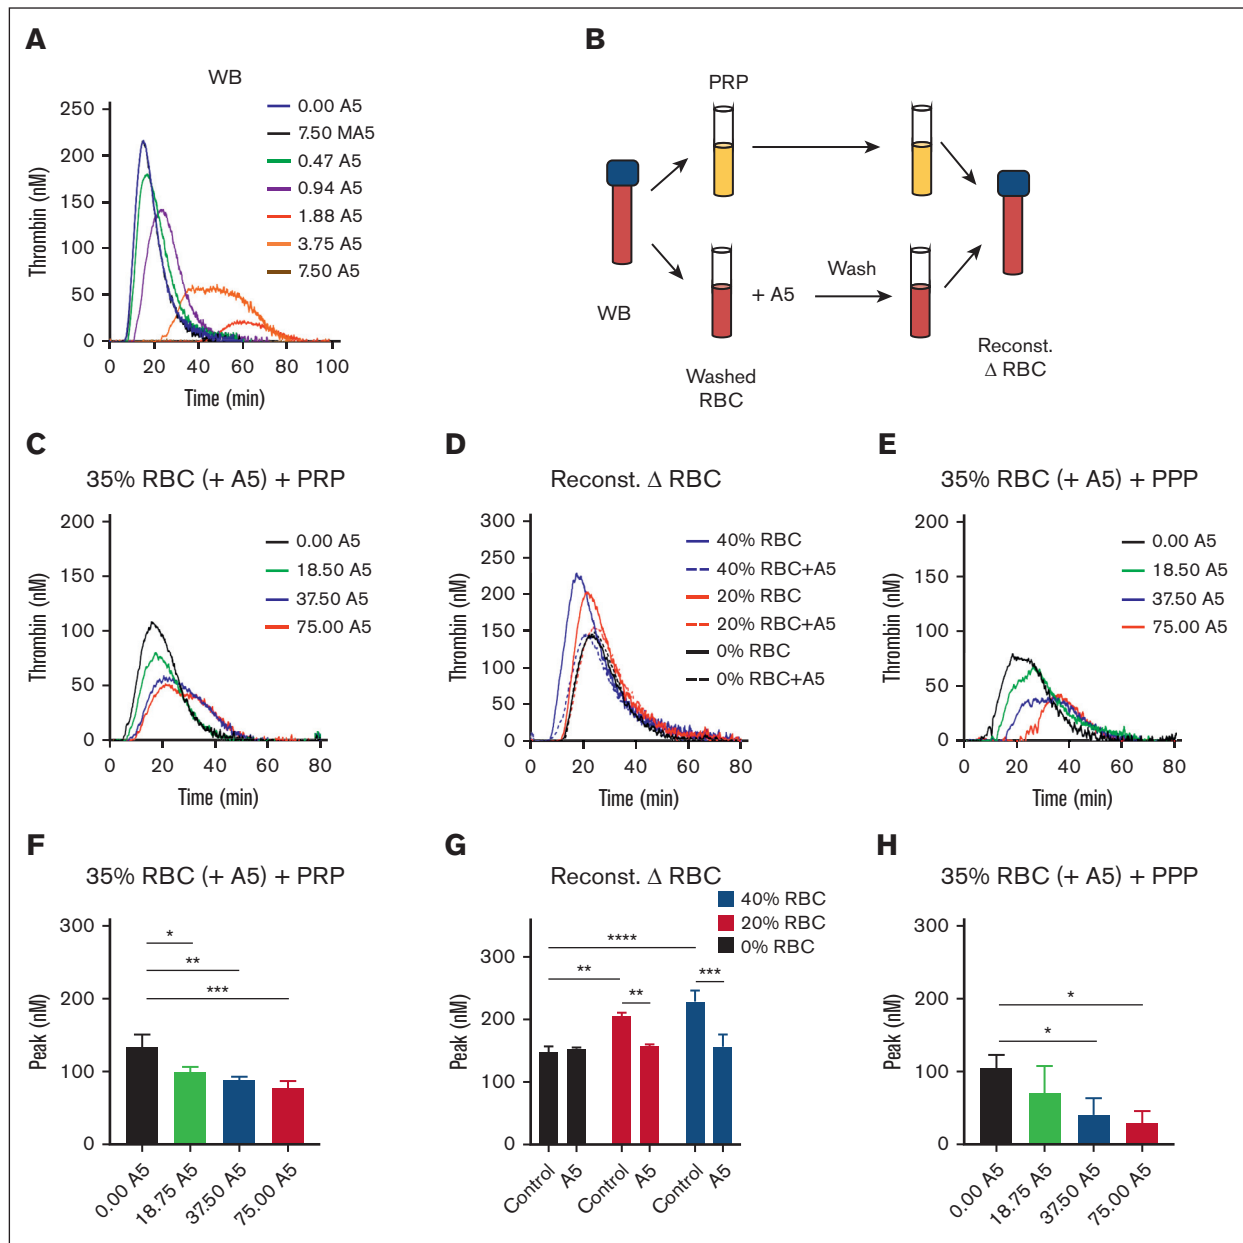 A
WB
Thrombin (nM)
250
200
150
100
50
0
0 20 40 60 80 100
Time (min)
0.00 A5
7.50 MA5
0.47 A5
0.94 A5
1.88 A5
3.75 A5
7.50 A5
B
PRP
WB
+ A5
Wash
Washed
RBC
Reconst.
Δ RBC
C
35% RBC (+ A5) + PRP
Thrombin (nM)
200
150
100
50
0
0 20 40 60 80
Time (min)
0.00 A5
18.50 A5
37.50 A5
75.00 A5
D
Reconst. Δ RBC
Thrombin (nM)
300
250
200
150
100
50
0
0 20 40 60 80
Time (min)
40% RBC
40% RBC+A5
20% RBC
20% RBC+A5
0% RBC
0% RBC+A5
E
35% RBC (+ A5) + PPP
Thrombin (nM)
200
150
100
50
0
0 20 40 60 80
Time (min)
0.00 A5
18.50 A5
37.50 A5
75.00 A5
F
35% RBC (+ A5) + PRP
Peak (nM)
300
200
100
0
*
**
***
0.00 A5
18.75 A5
37.50 A5
75.00 A5
G
Reconst. Δ RBC
40% RBC
20% RBC
0% RBC
Peak (nM)
300
200
100
0
****
**
**
***
Control
A5
Control
A5
Control
A5
H
35% RBC (+ A5) + PPP
Peak (nM)
300
200
100
0
*
*
0.00 A5
18.75 A5
37.50 A5
75.00 A5